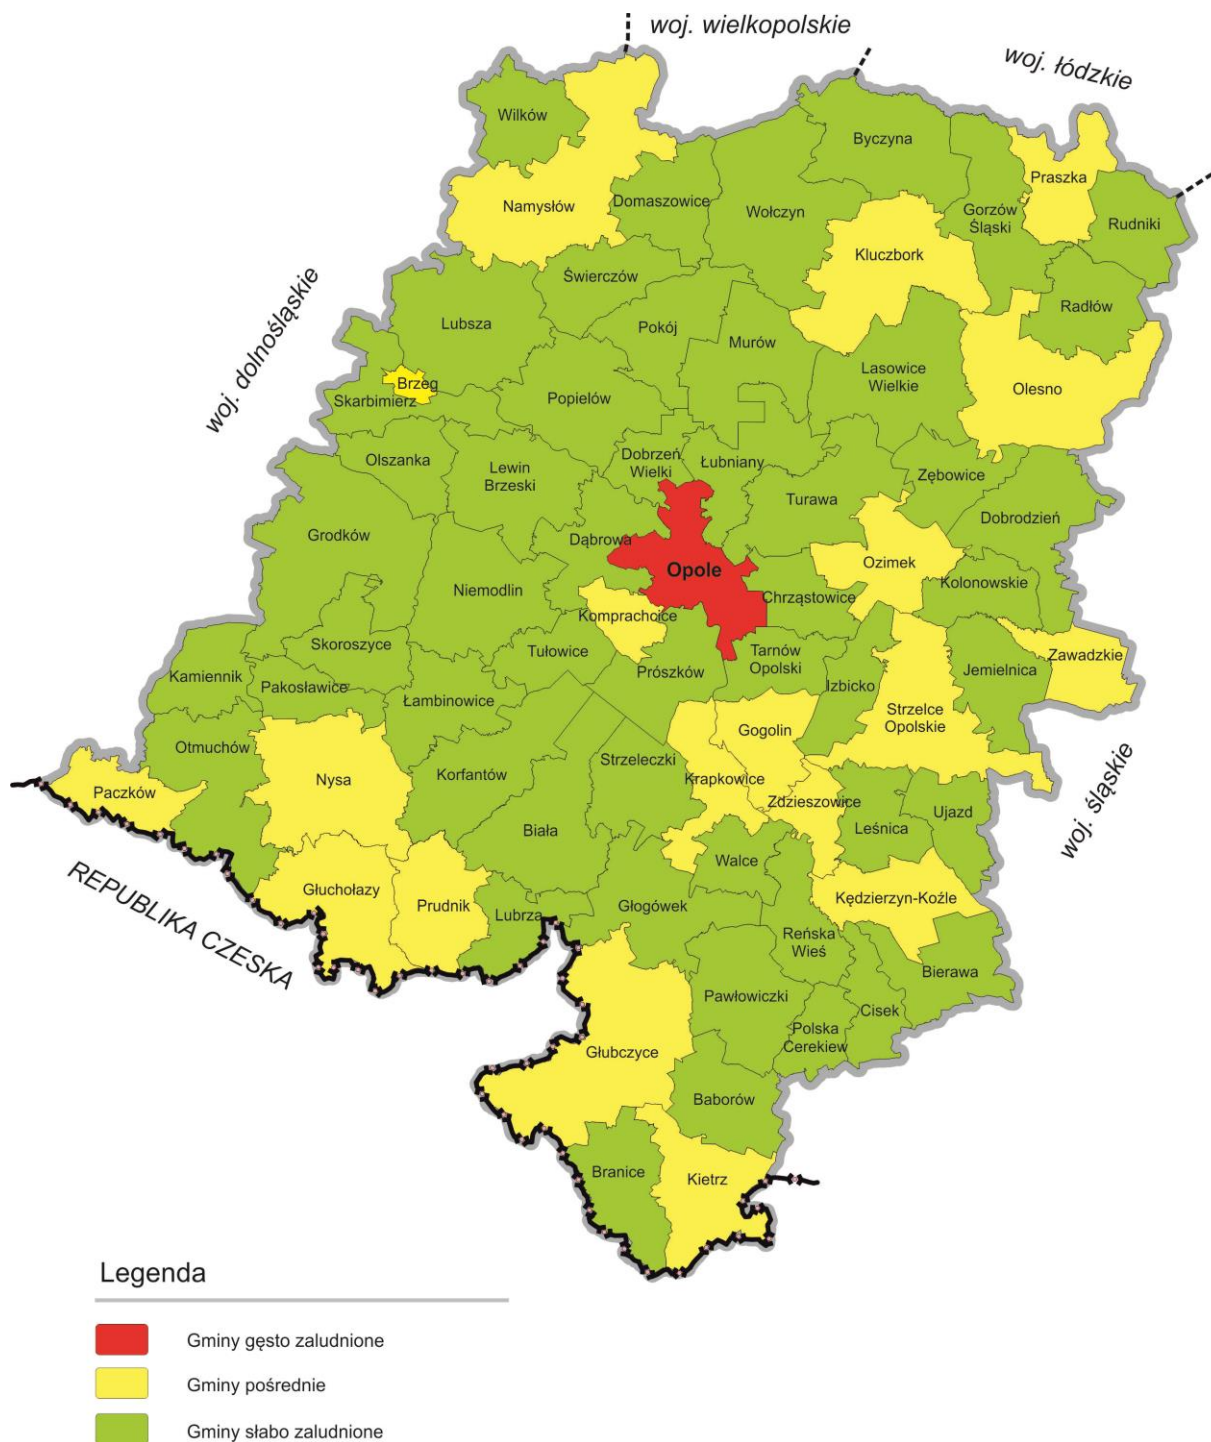 woj. wielkopolskie
woj. łódzkie
Wilków
Byczyna
Praszka
Namysłów
Domaszowice
Wołczyn
Gorzów
Śląski
Rudniki
Kluczbork
Świerczów
Radłów
woj. dolnośląskie
Lubsza
Pokój
Murów
Lasowice
Wielkie
Brzeg
Skarbimierz
Popielów
Olesno
Olszanka
Lewin
Brzeski
Dobrzeń
Wielki
Łubniany
Turawa
Zębowice
Dobrodzień
Grodków
Dąbrowa
Opole
Ozimek
Niemodlin
Chrząstowice
Kolonowskie
Komprachcice
Skoroszyce
Tułowice
Prószków
Tarnów
Opolski
Izbicko
Jemielnica
Zawadzkie
Kamiennik
Pakosławice
Łambinowice
Strzelce
Opolskie
Otmuchów
Gogolin
Nysa
Korfantów
Strzeleczki
Krapkowice
Zdzieszowice
Paczków
Leśnica
Ujazd
woj. śląskie
Biała
Walce
REPUBLIKA CZESKA
Głuchołazy
Prudnik
Lubrza
Głogówek
Kędzierzyn-Koźle
Reńska
Wieś
Bierawa
Pawłowiczki
Cisek
Polska
Cerekiew
Głubczyce
Baborów
Branice
Kietrz
Legenda
Gminy gęsto zaludnione
Gminy pośrednie
Gminy słabo zaludnione